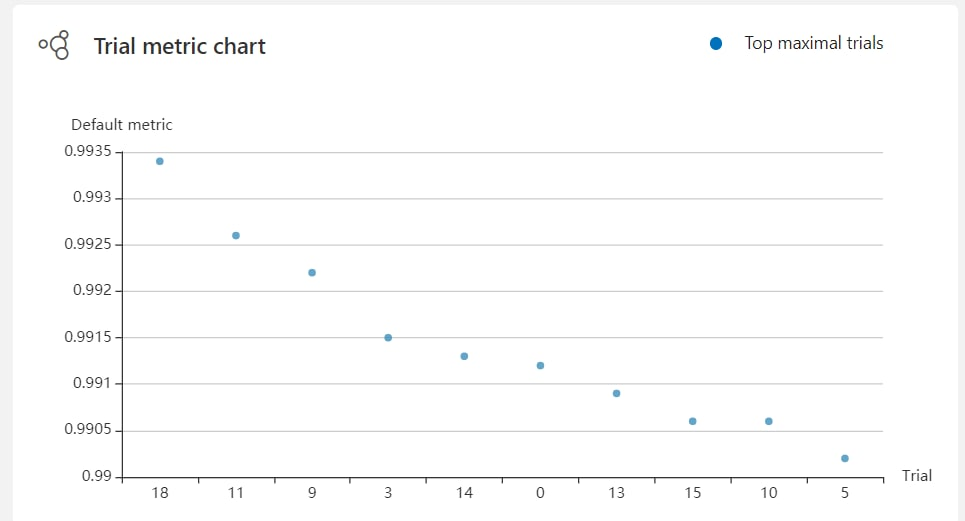 Trial metric chart
Top maximal trials
Default metric
0.9935
0.993
0.9925
0.992
0.9915
0.991
0.9905
0.99
Trial
18 11 9 3 14 0 13 15 10 5